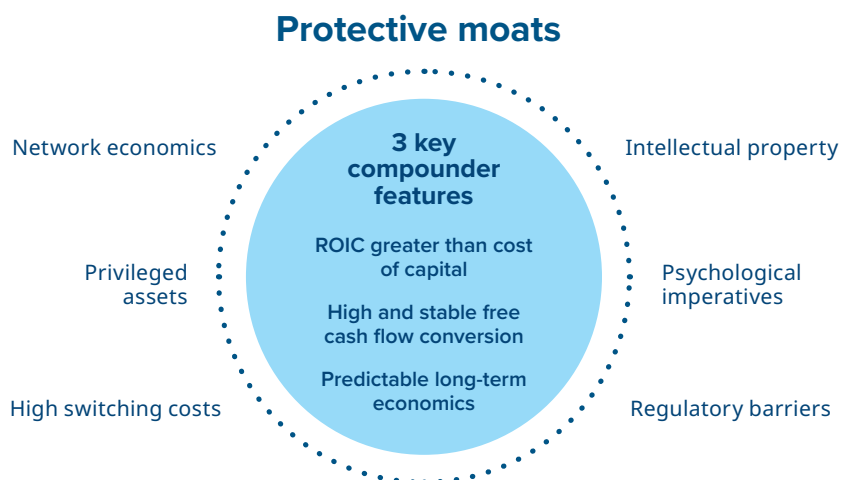 Protective moats
Network economics
Privileged
assets
High switching costs
3 key
compounder
features
ROIC greater than cost
of capital
High and stable free
cash flow conversion
Predictable long-term
economics
Intellectual property
Psychological
imperatives
Regulatory barriers